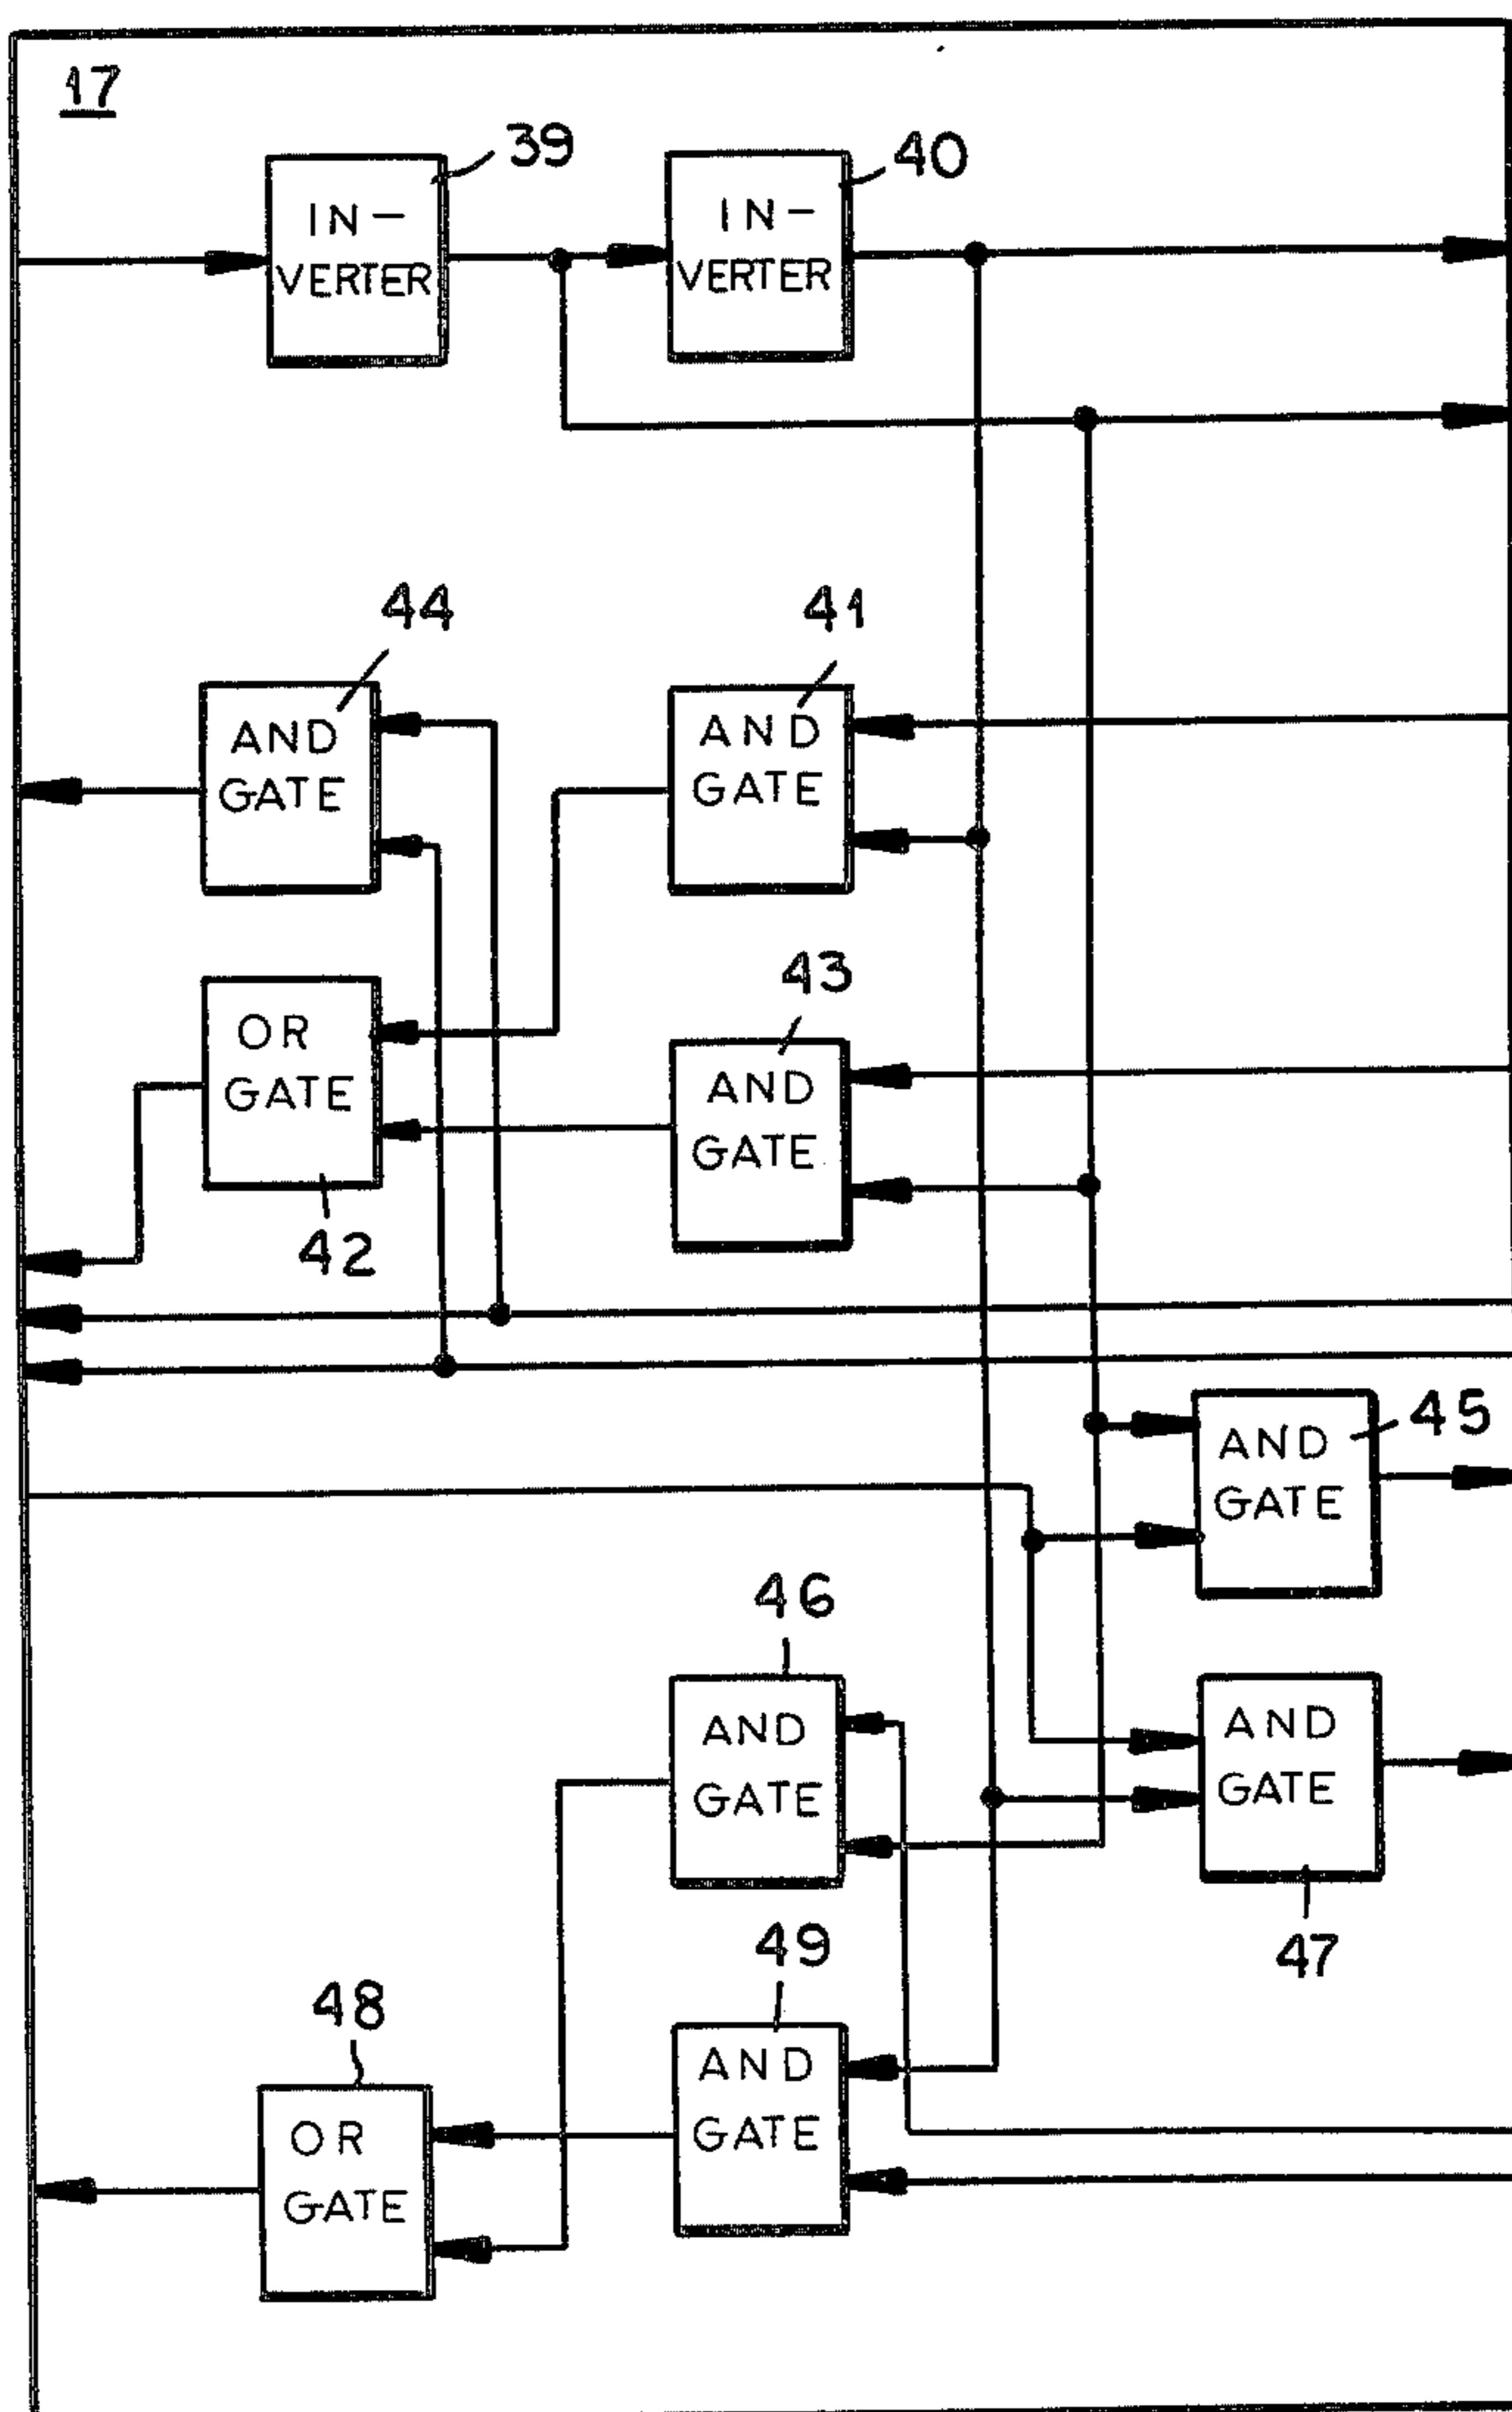 17
39
40
IN-
VERTER
IN-
VERTER
44
41
AND
GATE
AND
GATE
43
OR
GATE
AND
GATE
42
45
AND
GATE
46
AND
GATE
AND
GATE
49
47
48
AND
GATE
OR
GATE